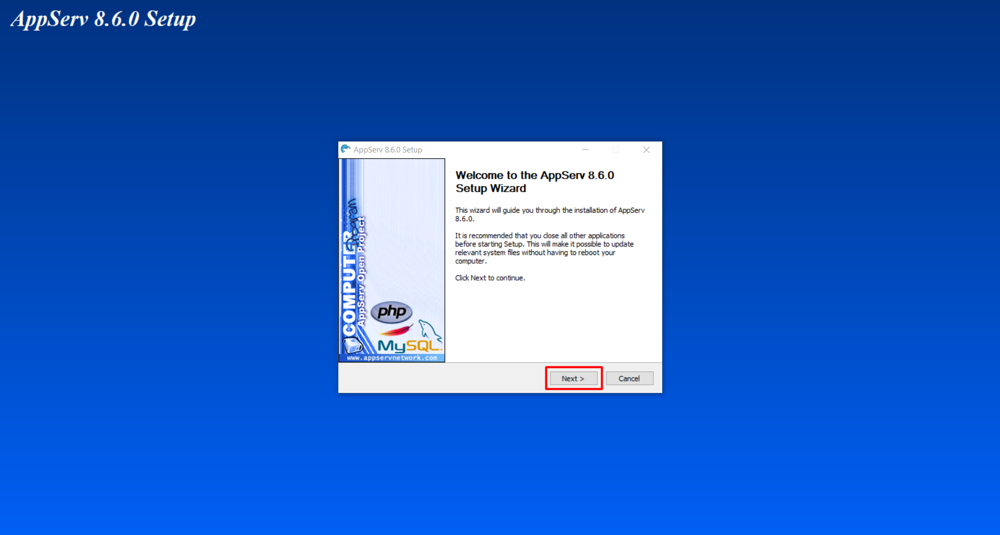 AppServ 8.6.0 Setup
AppServ 8.6.0 Setup
Welcome to the AppServ 8.6.0
Setup Wizard
This wizard will guide you through the installation of AppServ
8.6.0.
It is recommended that you close all other applications
before starting Setup. This will make it possible to update
relevant system files without having to reboot your
computer.
Click Next to continue.
COMPUTER
Program
AppServ Open Project
php
MySQL
www.appservnetwork.com
Next >
Cancel